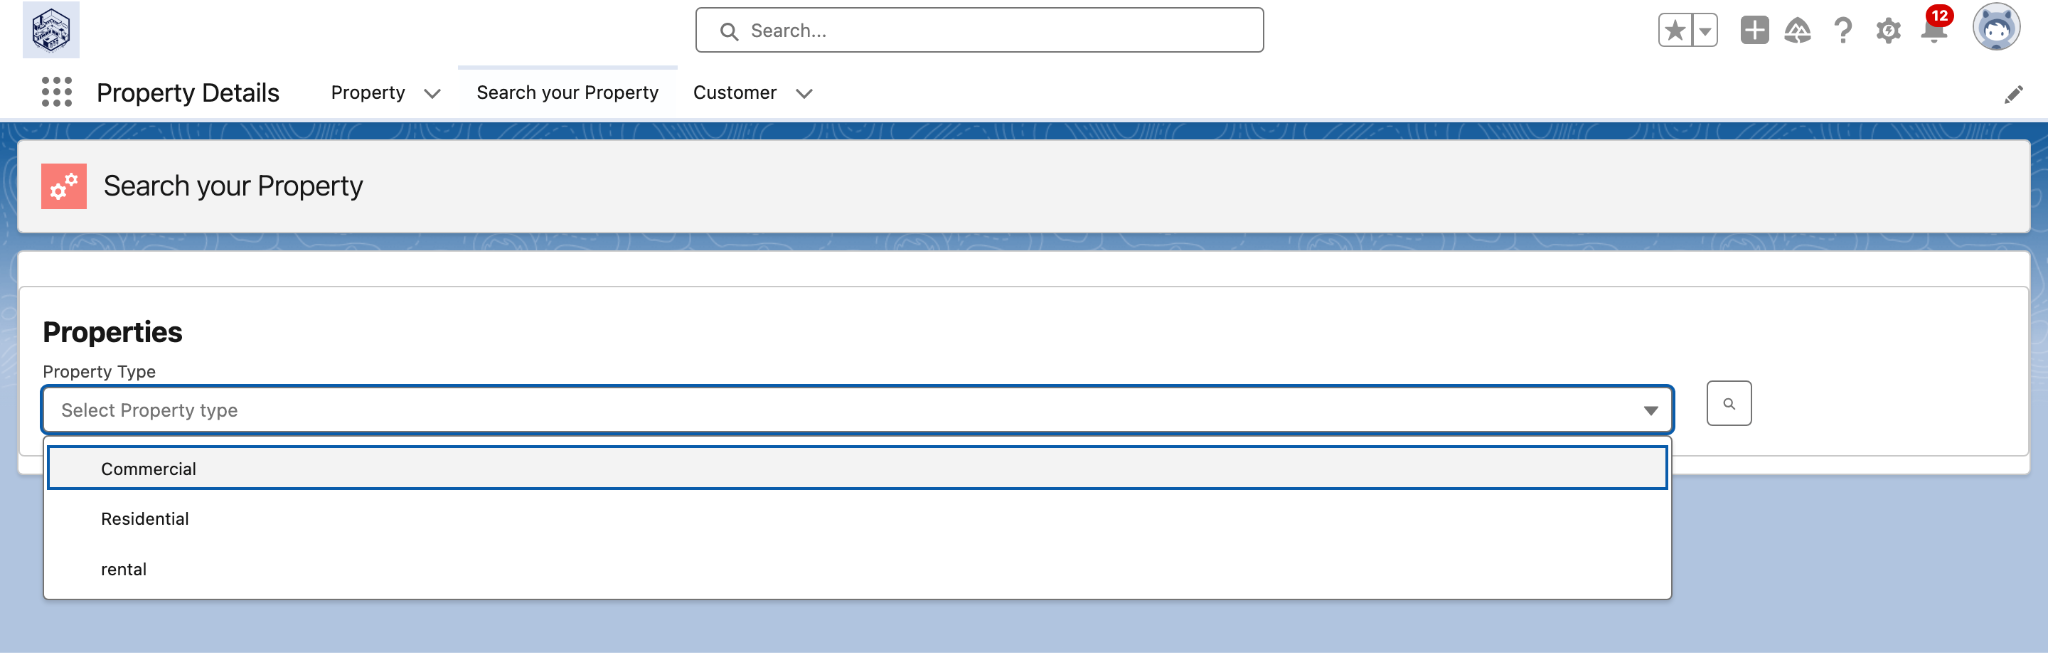 Search...
12
Property Details
Property
Search your Property
Customer
Search your Property
Properties
Property Type
Select Property type
Commercial
Residential
rental